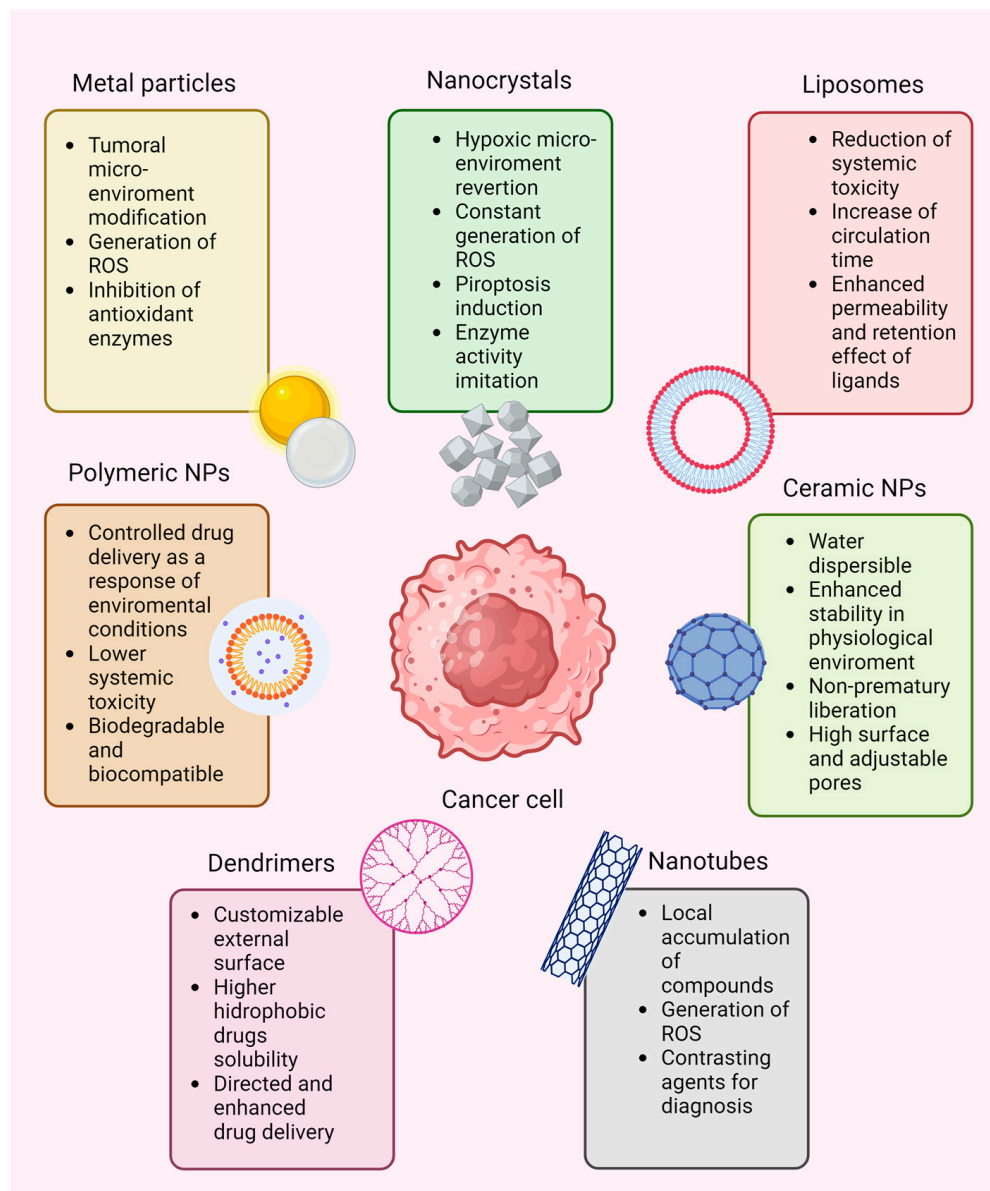 Metal particles
• Tumoral
micro-
enviroment
modification
• Generation of
ROS
• Inhibition of
antioxidant
enzymes
Nanocrystals
• Hypoxic micro-
enviroment
revertion
• Constant
generation of
ROS
• Piroptosis
induction
• Enzyme
activity
imitation
Liposomes
• Reduction of
systemic
toxicity
• Increase of
circulation
time
• Enhanced
permeability
and retention
effect of
ligands
Polymeric NPs
• Controlled drug
delivery as a
response of
enviromental
conditions
• Lower
systemic
toxicity
• Biodegradable
and
biocompatible
Ceramic NPs
• Water
dispersible
• Enhanced
stability in
physiological
enviroment
• Non-prematury
liberation
• High surface
and adjustable
pores
Cancer cell
Dendrimers
• Customizable
external
surface
• Higher
hidrophobic
drugs
solubility
• Directed and
enhanced
drug delivery
Nanotubes
• Local
accumulation
of
compounds
• Generation of
ROS
• Contrasting
agents for
diagnosis